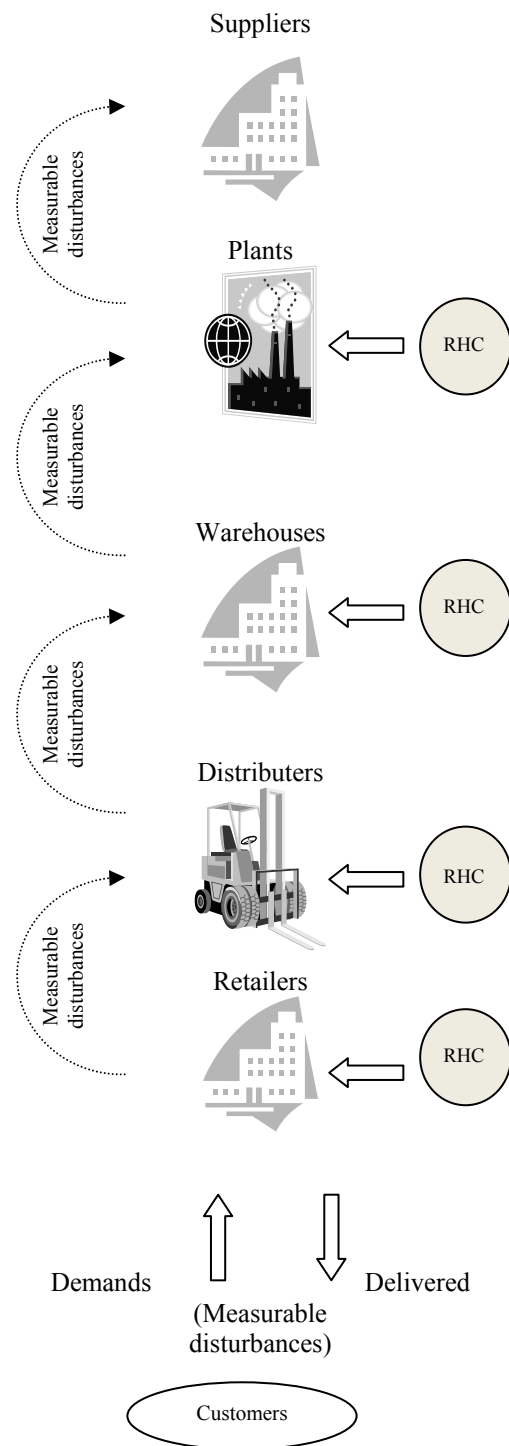 Suppliers
Measurable
disturbances
Plants
RHC
Measurable
disturbances
Warehouses
RHC
Measurable
disturbances
Distributers
RHC
Measurable
disturbances
Retailers
RHC
Demands
Delivered
(Measurable
disturbances)
Customers